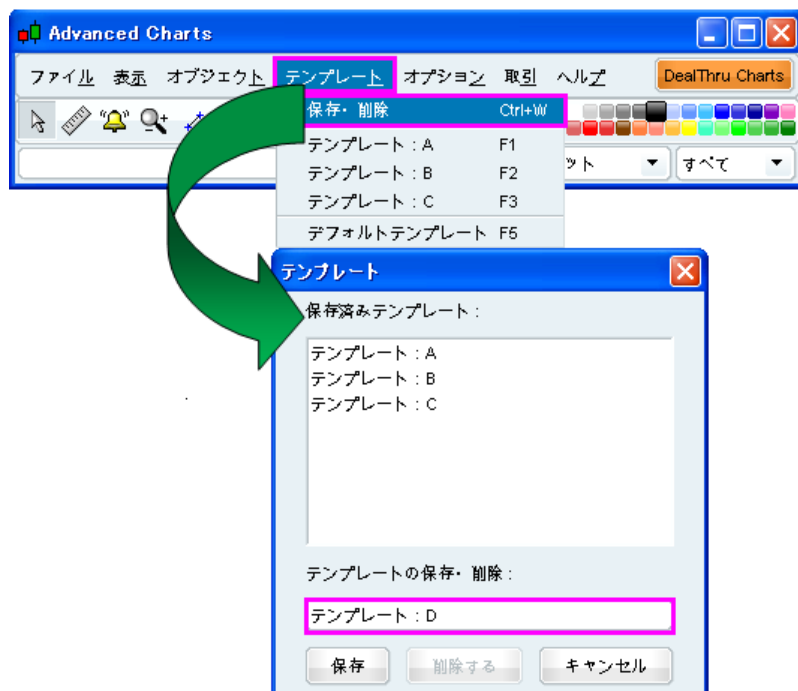 Advanced Charts
ファイル 表示 オブジェクト テンプレート オプション 取引 ヘルプ DealThru Charts
保存・削除 Ctrl+W
テンプレート：A F1
テンプレート：B F2
ット すべて
テンプレート：C F3
デフォルトテンプレート F5
テンプレート
保存済みテンプレート：
テンプレート：A
テンプレート：B
テンプレート：C
テンプレートの保存・削除：
テンプレート：D
保存 削除する キャンセル